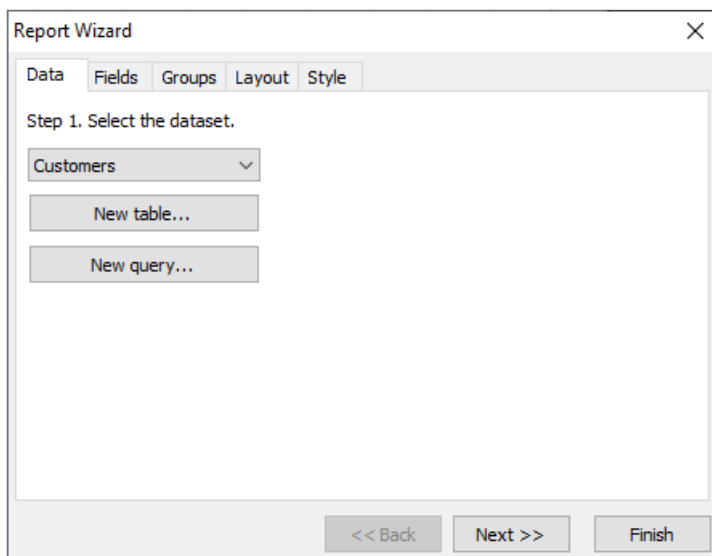 Report Wizard
Data Fields Groups Layout Style
Step 1. Select the dataset.
Customers
New table...
New query...
<< Back Next >> Finish